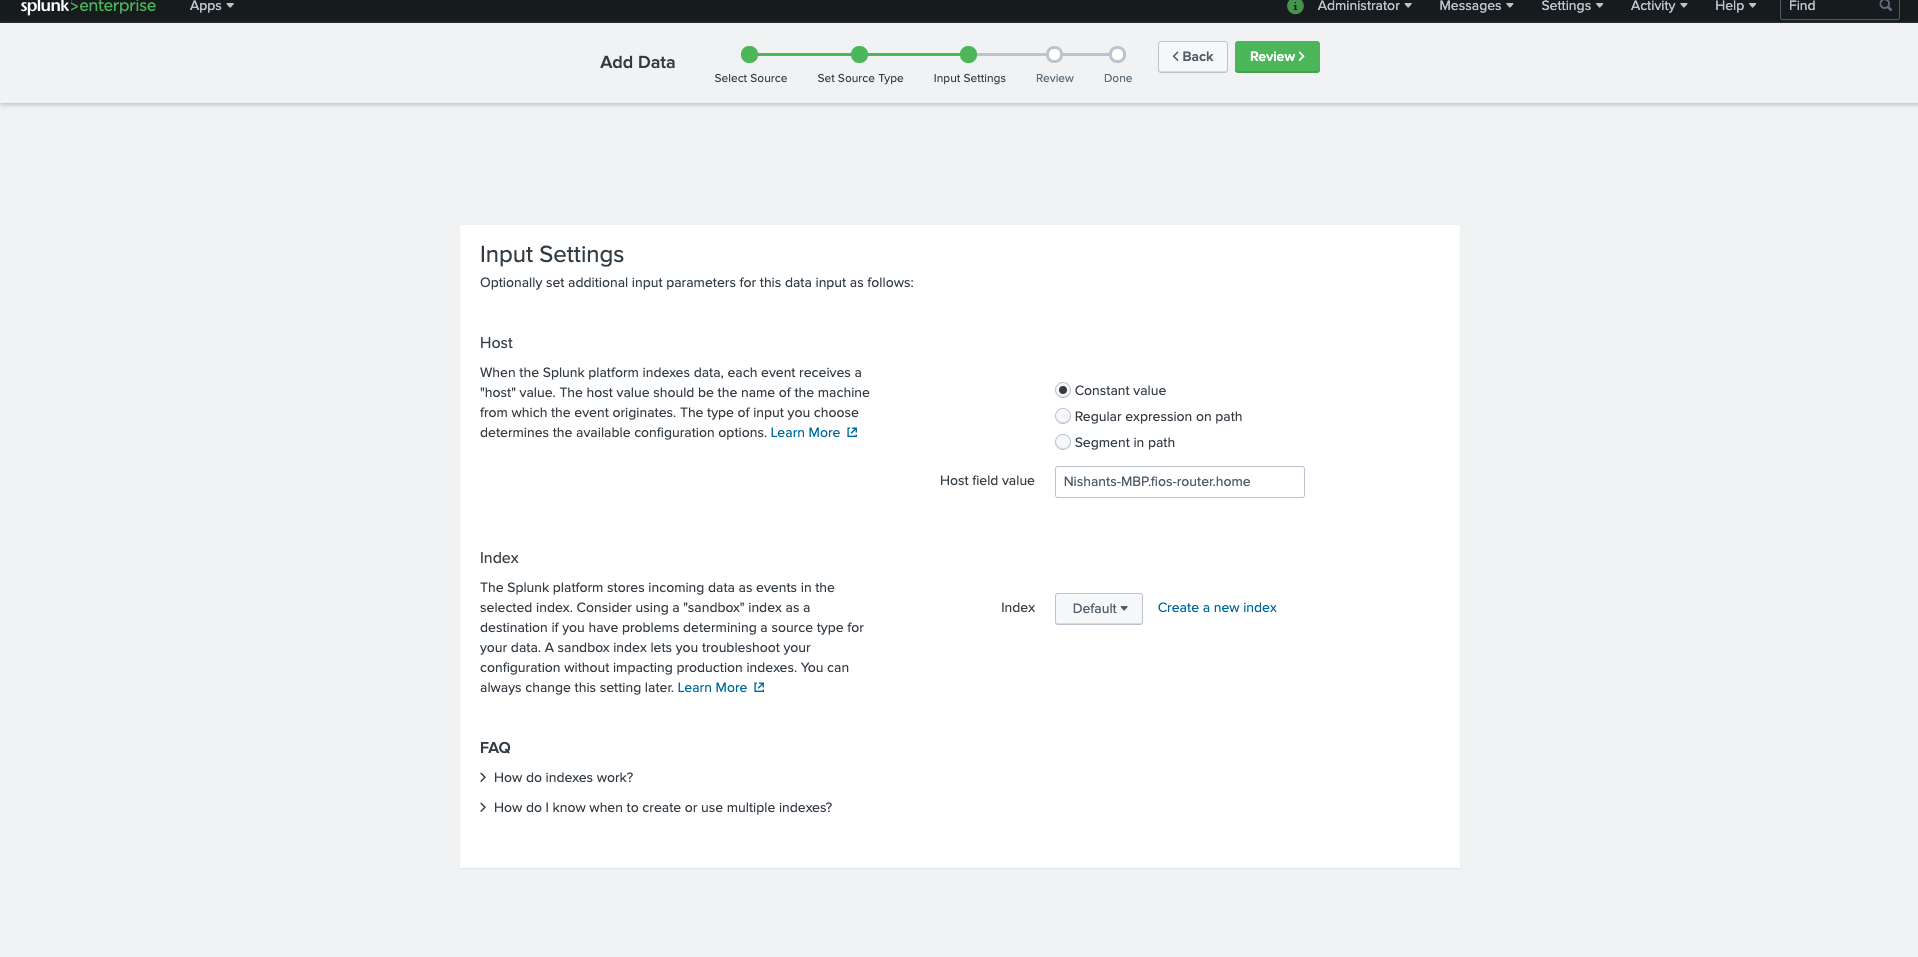 splunk>enterprise Apps Administrator Messages Settings Activity Help Find
Add Data
Select Source Set Source Type Input Settings Review Done
< Back Review >
Input Settings
Optionally set additional input parameters for this data input as follows:
Host
When the Splunk platform indexes data, each event receives a
"host" value. The host value should be the name of the machine
from which the event originates. The type of input you choose
determines the available configuration options. Learn More
Constant value
Regular expression on path
Segment in path
Host field value Nishants-MBP.fios-router.home
Index
The Splunk platform stores incoming data as events in the
selected index. Consider using a "sandbox" index as a
destination if you have problems determining a source type for
your data. A sandbox index lets you troubleshoot your
configuration without impacting production indexes. You can
always change this setting later. Learn More
Index Default Create a new index
FAQ
> How do indexes work?
> How do I know when to create or use multiple indexes?